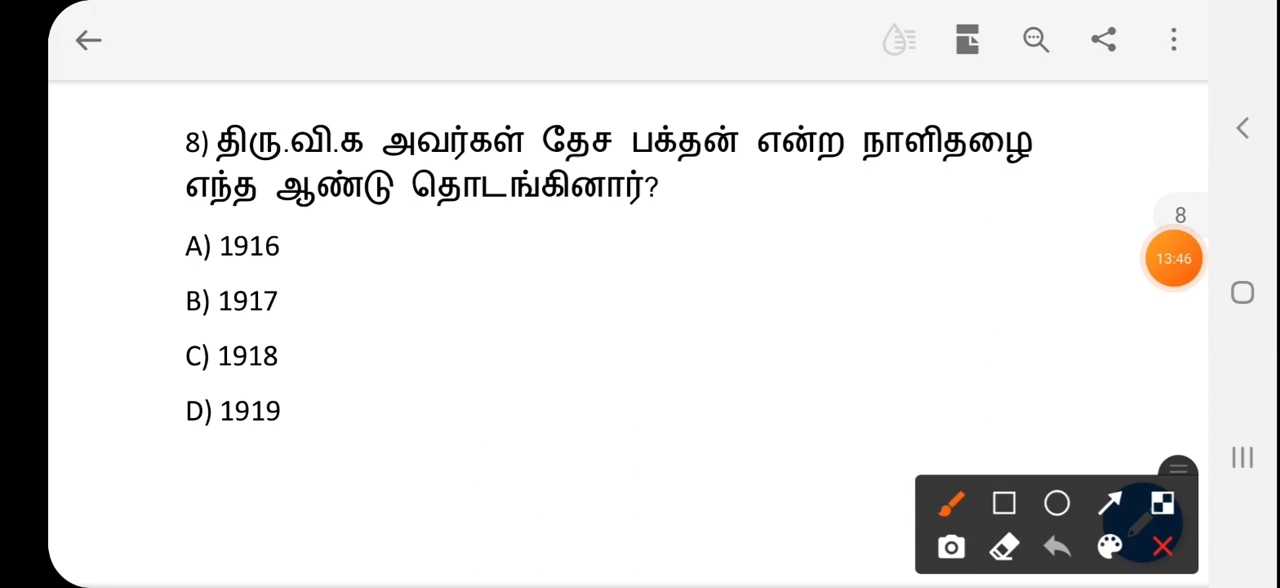 8) திரு.வி.க அவர்கள் தேச பக்தன் என்ற நாளிதழை
எந்த ஆண்டு தொடங்கினார்?
8
13:46
A) 1916
B) 1917
C) 1918
D) 1919